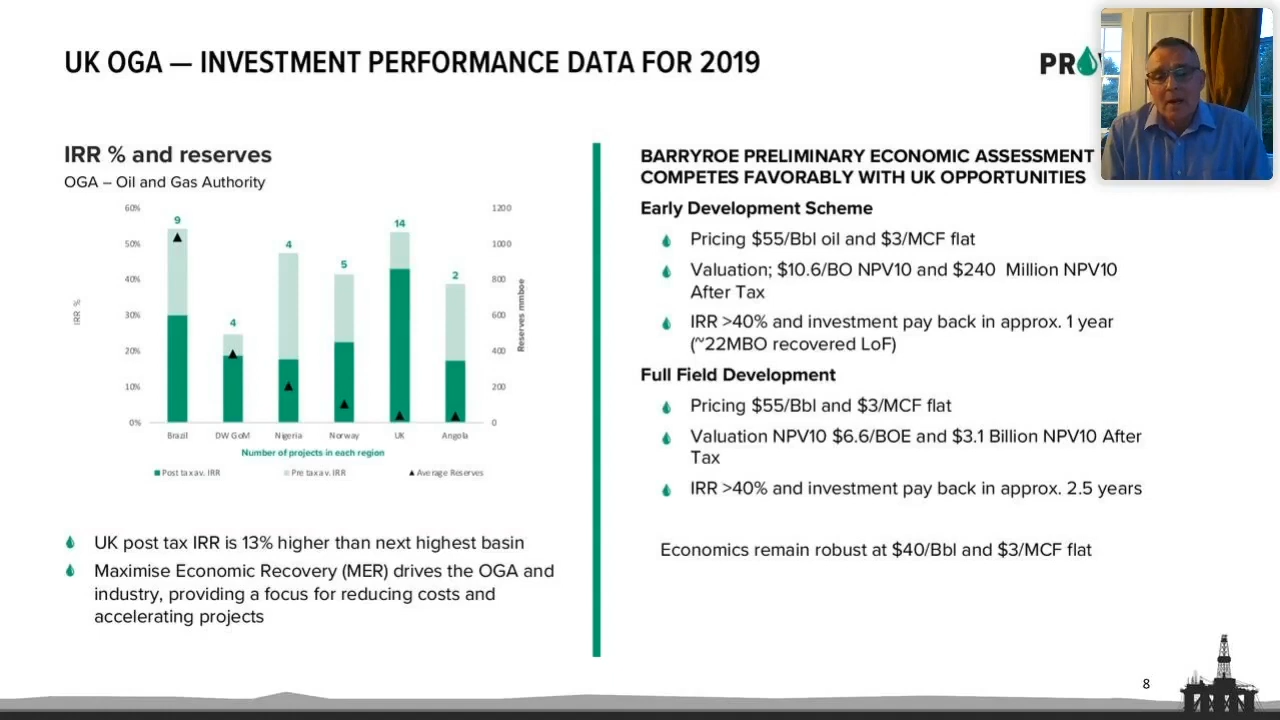 UK OGA — INVESTMENT PERFORMANCE DATA FOR 2019
PR
IRR % and reserves
OGA – Oil and Gas Authority
60%
50%
40%
30%
20%
10%
0%
IRR %
9
4
4
5
14
2
1200
1000
800
600
400
200
0
Reserves mmboe
Brazil
DW GoM
Nigeria
Norway
UK
Angola
Number of projects in each region
Post tax av. IRR
Pre tax av. IRR
Average Reserves
UK post tax IRR is 13% higher than next highest basin
Maximise Economic Recovery (MER) drives the OGA and
industry, providing a focus for reducing costs and
accelerating projects
BARRYROE PRELIMINARY ECONOMIC ASSESSMENT
COMPETES FAVORABLY WITH UK OPPORTUNITIES
Early Development Scheme
Pricing $55/Bbl oil and $3/MCF flat
Valuation; $10.6/BO NPV10 and $240 Million NPV10
After Tax
IRR >40% and investment pay back in approx. 1 year
(~22MBO recovered LoF)
Full Field Development
Pricing $55/Bbl and $3/MCF flat
Valuation NPV10 $6.6/BOE and $3.1 Billion NPV10 After
Tax
IRR >40% and investment pay back in approx. 2.5 years
Economics remain robust at $40/Bbl and $3/MCF flat
8